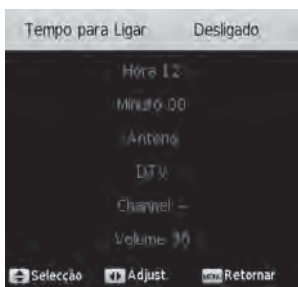 Tempo para Ligar Desligado
Hora 12
Minuto 00
Antena
DTV
Channel --
Volume 30
Selecção Adjust. MENU Retornar